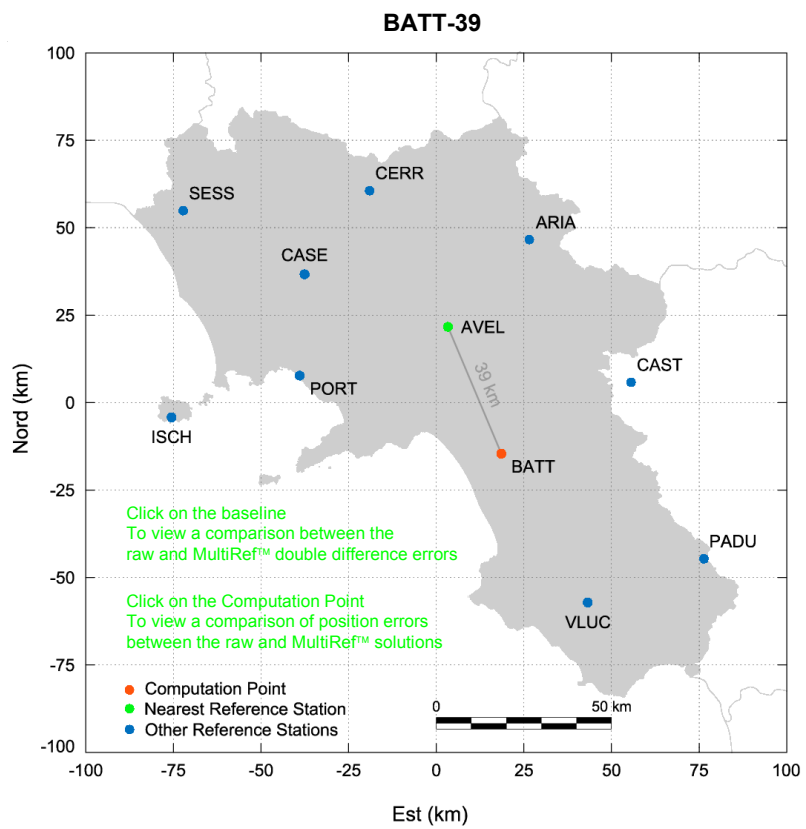 BATT-39
100
75
50
25
0
-25
-50
-75
-100
Nord (km)
SESS
CERR
ARIA
CASE
AVEL
39 km
CAST
PORT
ISCH
BATT
PADU
VLUC
Click on the baseline
To view a comparison between the
raw and MultiRef™ double difference errors
Click on the Computation Point
To view a comparison of position errors
between the raw and MultiRef™ solutions
Computation Point
Nearest Reference Station
Other Reference Stations
0 50 km
-100 -75 -50 -25 0 25 50 75 100
Est (km)